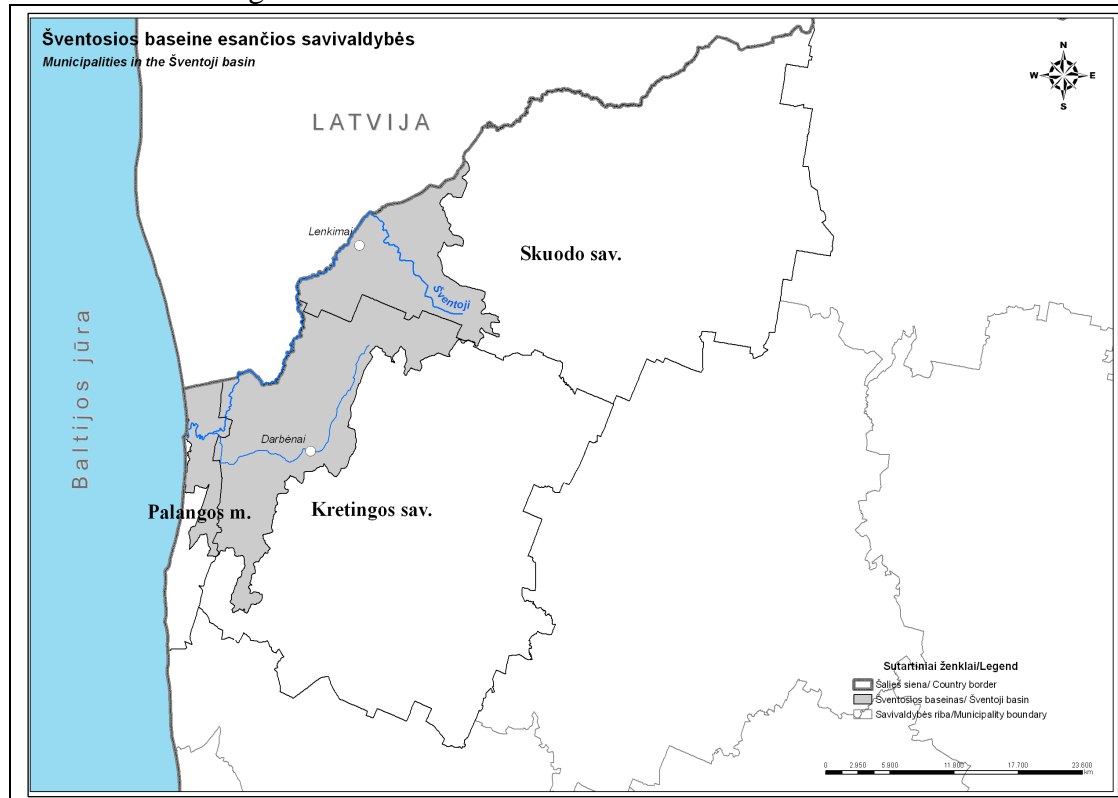 Šventosios baseine esančios savivaldybės
Municipalities in the Šventoji basin
N
W E
S
LATVIJA
Lenkimai
Skuodo sav.
Šventoji
Baltijos jūra
Darbėnai
Palangos m.
Kretingos sav.
Sutartiniai ženklai/Legend
Šalies siena/ Country border
Šventosios baseinas/ Šventoji basin
Savivaldybės riba/Municipality boundary
0 2.950 5.900 11.800 17.700 23.600
km